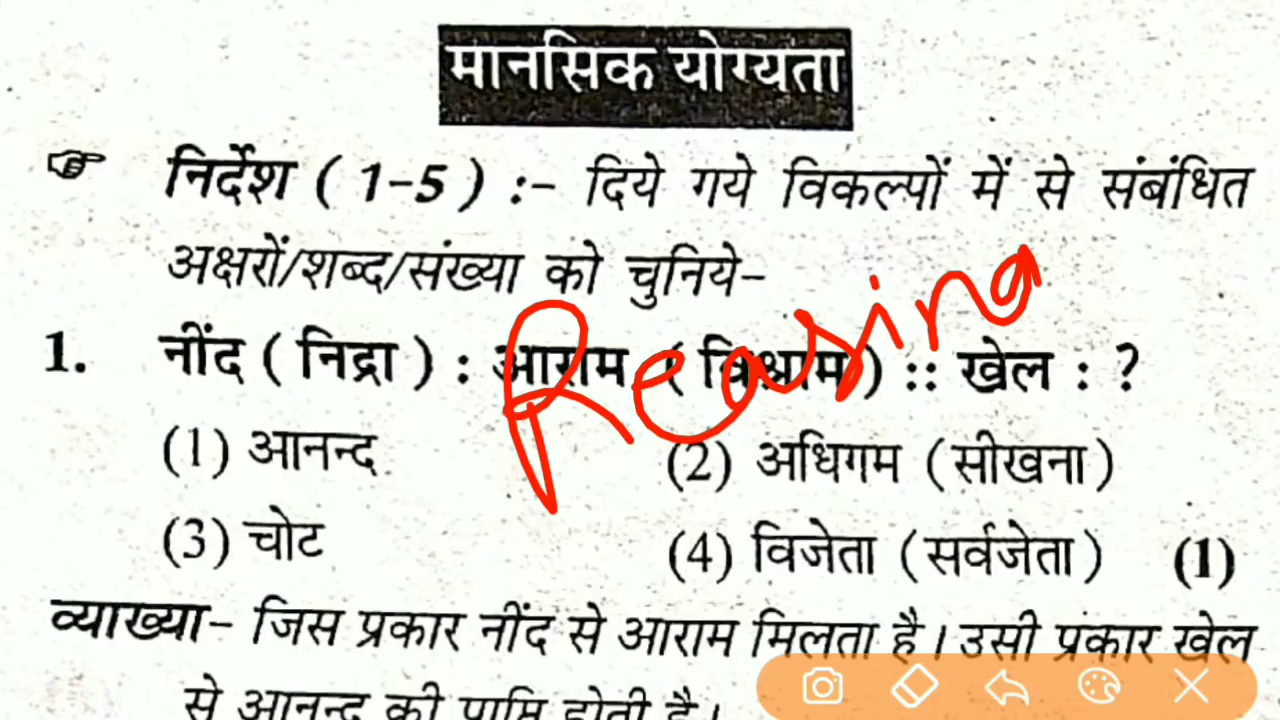 मानसिक योग्यता
☞ निर्देश ( 1-5 ) :- दिये गये विकल्पों में से संबंधित
अक्षरों/शब्द/संख्या को चुनिये-
1. नींद ( निद्रा ) : आराम ( विश्राम ) :: खेल : ?
Reasing
(1) आनन्द (2) अधिगम (सीखना)
(3) चोट (4) विजेता (सर्वजेता) (1)
व्याख्या- जिस प्रकार नींद से आराम मिलता है। उसी प्रकार खेल
से आनन्द की प्राप्ति होती है।